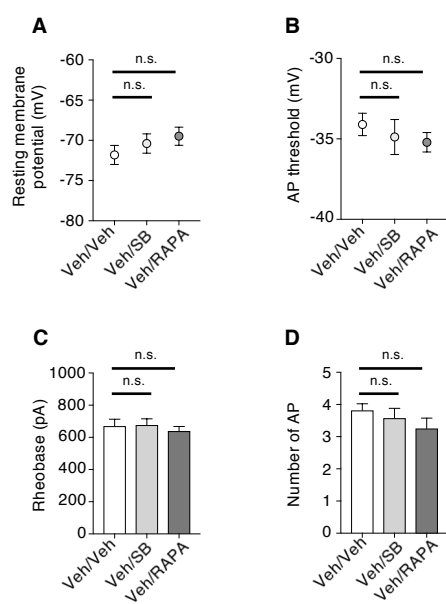 A
n.s.
n.s.
Resting membrane
potential (mV)
-60
-65
-70
-75
-80
Veh/Veh
Veh/SB
Veh/RAPA
B
n.s.
n.s.
AP threshold (mV)
-30
-35
-40
Veh/Veh
Veh/SB
Veh/RAPA
C
n.s.
n.s.
Rheobase (pA)
1000
800
600
400
200
0
Veh/Veh
Veh/SB
Veh/RAPA
D
n.s.
n.s.
Number of AP
5
4
3
2
1
0
Veh/Veh
Veh/SB
Veh/RAPA